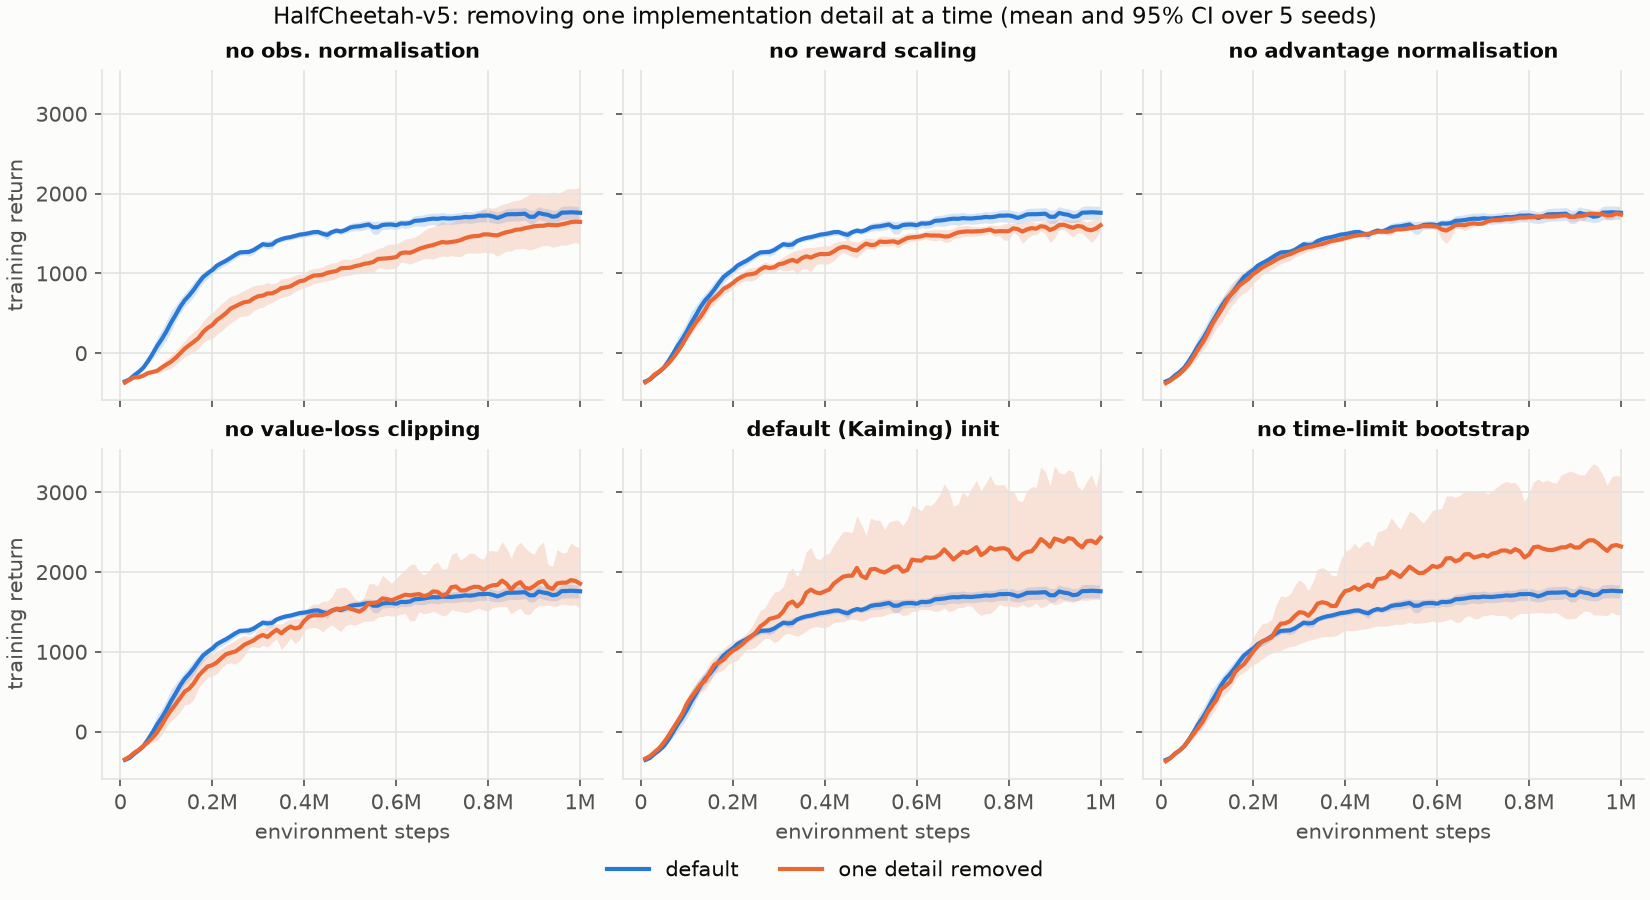 HalfCheetah-v5: removing one implementation detail at a time (mean and 95% CI over 5 seeds)
no obs. normalisation
no reward scaling
no advantage normalisation
training return
3000
2000
1000
0
no value-loss clipping
default (Kaiming) init
no time-limit bootstrap
training return
3000
2000
1000
0
0 0.2M 0.4M 0.6M 0.8M 1M
0 0.2M 0.4M 0.6M 0.8M 1M
0 0.2M 0.4M 0.6M 0.8M 1M
environment steps
environment steps
environment steps
default
one detail removed